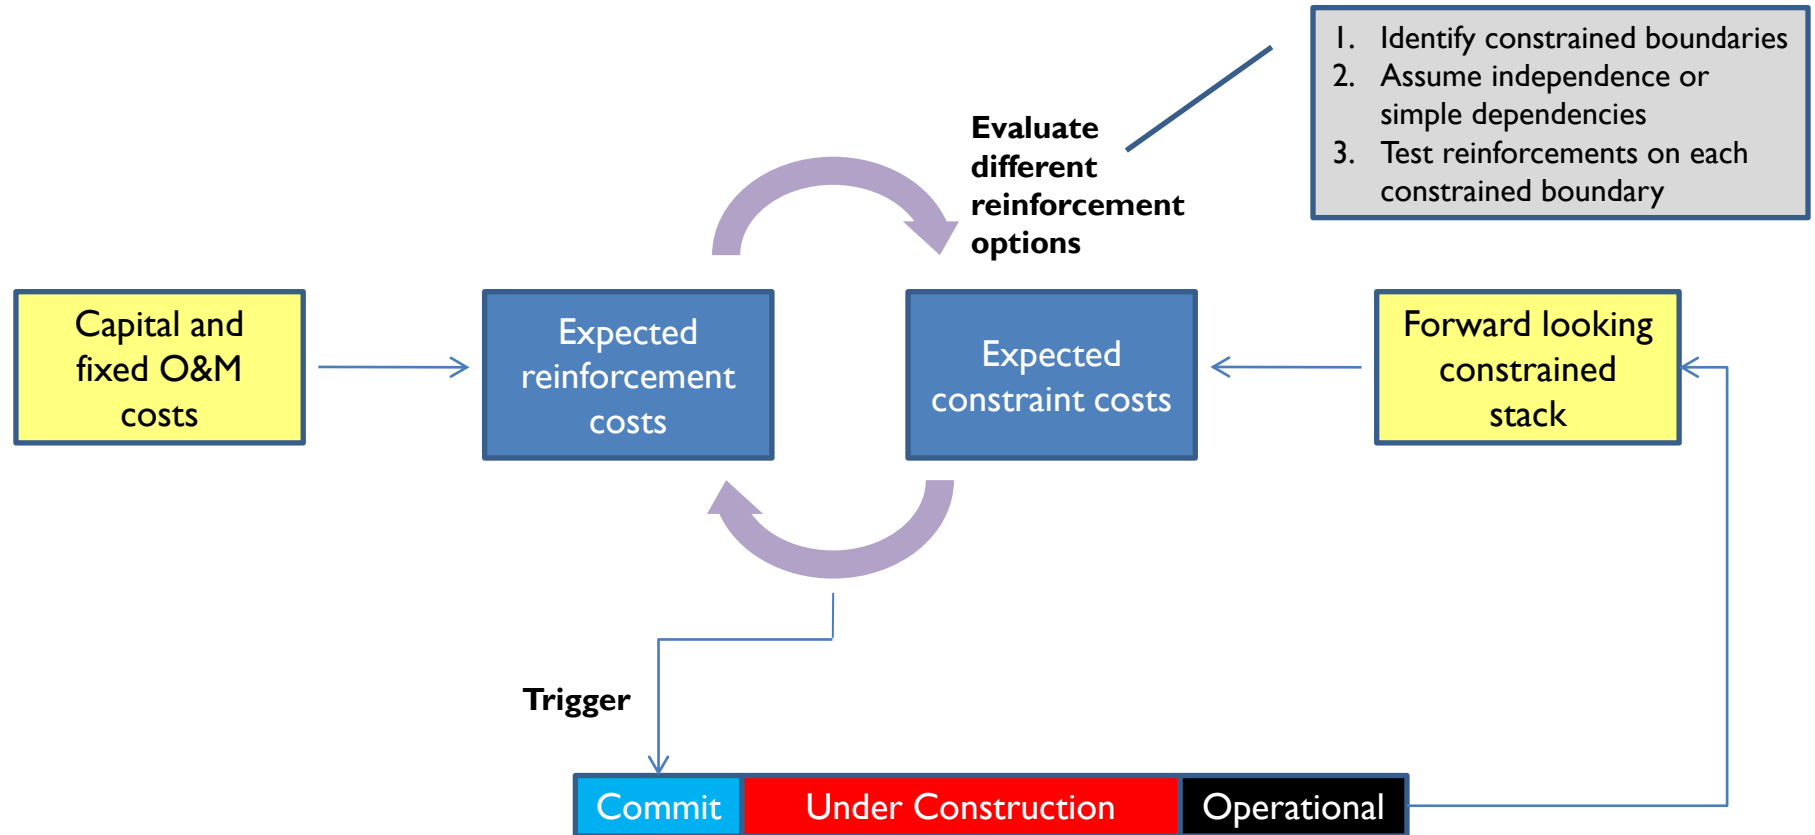 1. Identify constrained boundaries
2. Assume independence or
simple dependencies
3. Test reinforcements on each
constrained boundary
Evaluate
different
reinforcement
options
Capital and
fixed O&M
costs
Expected
reinforcement
costs
Expected
constraint costs
Forward looking
constrained
stack
Trigger
Commit
Under Construction
Operational